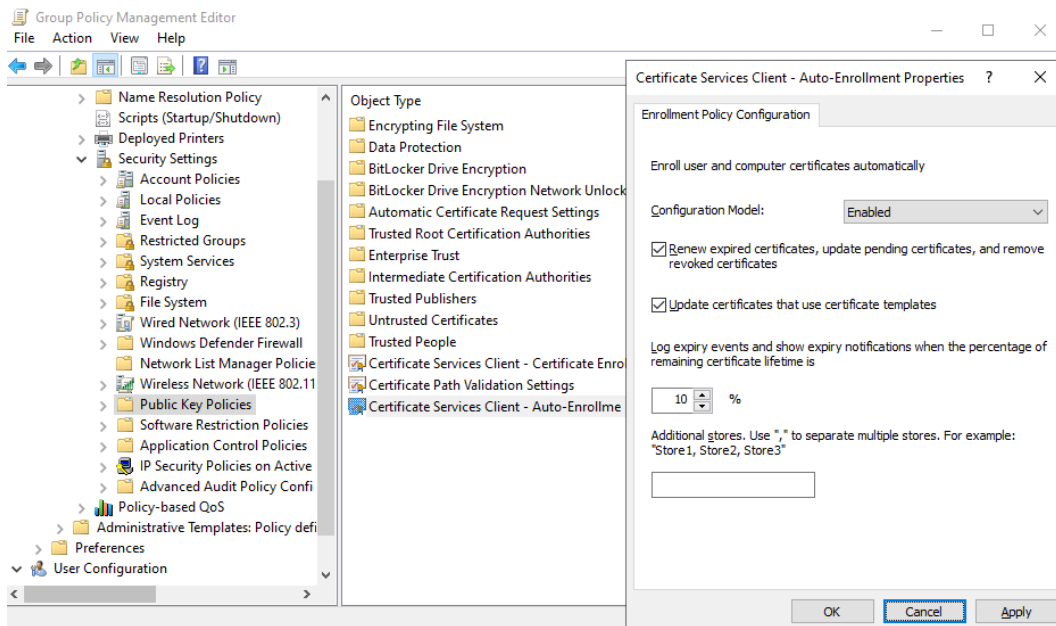 Group Policy Management Editor
File Action View Help
Name Resolution Policy
Scripts (Startup/Shutdown)
Deployed Printers
Security Settings
Account Policies
Local Policies
Event Log
Restricted Groups
System Services
Registry
File System
Wired Network (IEEE 802.3)
Windows Defender Firewall
Network List Manager Policie
Wireless Network (IEEE 802.11
Public Key Policies
Software Restriction Policies
Application Control Policies
IP Security Policies on Active
Advanced Audit Policy Confi
Policy-based QoS
Administrative Templates: Policy defi
Preferences
User Configuration
Object Type
Encrypting File System
Data Protection
BitLocker Drive Encryption
BitLocker Drive Encryption Network Unlock
Automatic Certificate Request Settings
Trusted Root Certification Authorities
Enterprise Trust
Intermediate Certification Authorities
Trusted Publishers
Untrusted Certificates
Trusted People
Certificate Services Client - Certificate Enrol
Certificate Path Validation Settings
Certificate Services Client - Auto-Enrollme
Certificate Services Client - Auto-Enrollment Properties ? X
Enrollment Policy Configuration
Enroll user and computer certificates automatically
Configuration Model: Enabled
Renew expired certificates, update pending certificates, and remove
revoked certificates
Update certificates that use certificate templates
Log expiry events and show expiry notifications when the percentage of
remaining certificate lifetime is
10 %
Additional stores. Use "," to separate multiple stores. For example:
"Store1, Store2, Store3"
OK Cancel Apply